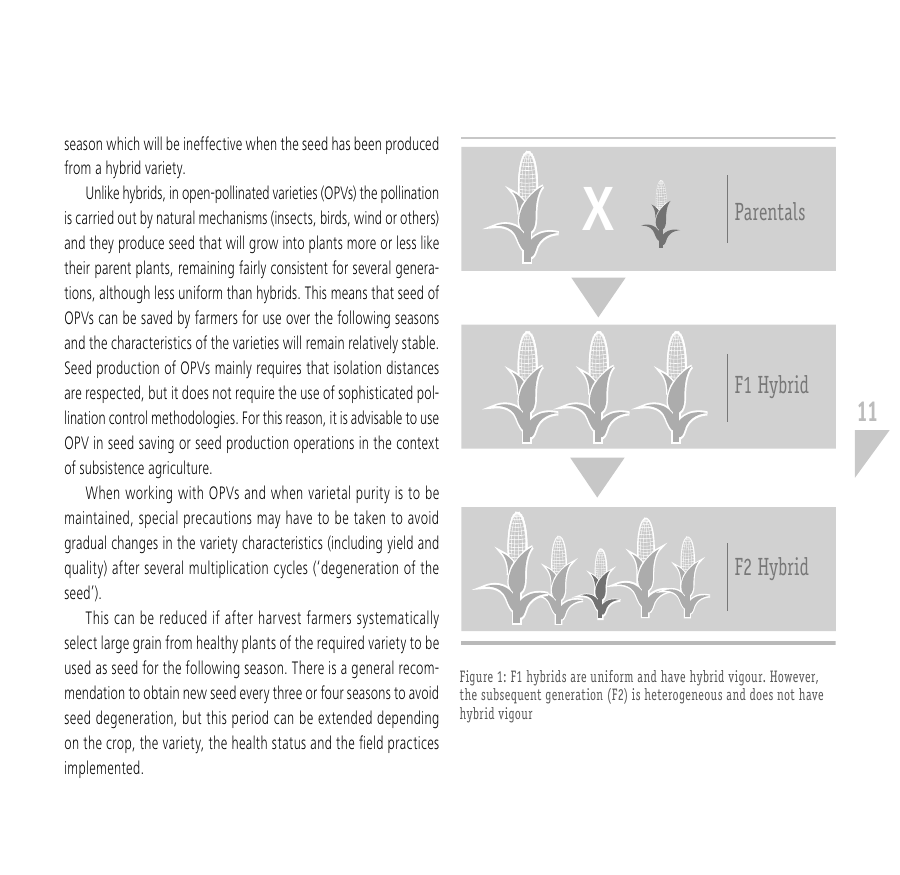 season which will be ineffective when the seed has been produced
from a hybrid variety.
Unlike hybrids, in open-pollinated varieties (OPVs) the pollination
is carried out by natural mechanisms (insects, birds, wind or others)
and they produce seed that will grow into plants more or less like
their parent plants, remaining fairly consistent for several genera-
tions, although less uniform than hybrids. This means that seed of
OPVs can be saved by farmers for use over the following seasons
and the characteristics of the varieties will remain relatively stable.
Seed production of OPVs mainly requires that isolation distances
are respected, but it does not require the use of sophisticated pol-
lination control methodologies. For this reason, it is advisable to use
OPV in seed saving or seed production operations in the context
of subsistence agriculture.
When working with OPVs and when varietal purity is to be
maintained, special precautions may have to be taken to avoid
gradual changes in the variety characteristics (including yield and
quality) after several multiplication cycles (‘degeneration of the
seed’).
This can be reduced if after harvest farmers systematically
select large grain from healthy plants of the required variety to be
used as seed for the following season. There is a general recom-
mendation to obtain new seed every three or four seasons to avoid
seed degeneration, but this period can be extended depending
on the crop, the variety, the health status and the field practices
implemented.
X
Parentals
F1 Hybrid
F2 Hybrid
Figure 1: F1 hybrids are uniform and have hybrid vigour. However,
the subsequent generation (F2) is heterogeneous and does not have
hybrid vigour
11